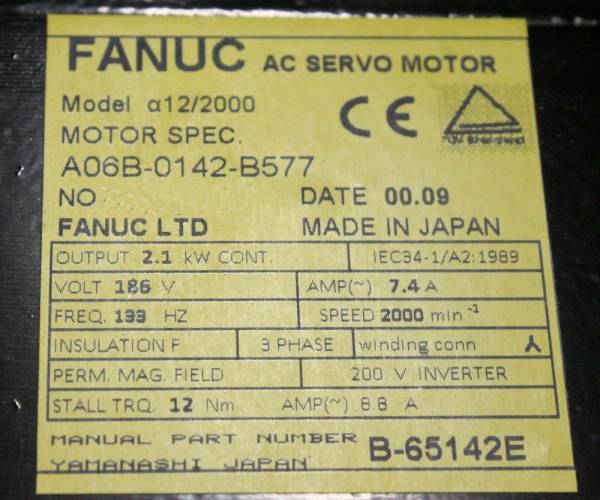 FANUC AC SERVO MOTOR
Model α12/2000
CE
MOTOR SPEC.
A06B-0142-B577
NO DATE 00.09
FANUC LTD MADE IN JAPAN
OUTPUT 2.1 kW CONT. IEC34-1/A2:1989
VOLT 186 V AMP(~) 7.4 A
FREQ. 133 HZ SPEED 2000 min⁻¹
INSULATION F 3 PHASE winding conn
PERM. MAG. FIELD 200 V INVERTER
STALL TRQ. 12 Nm AMP(~) 8.8 A
MANUAL PART NUMBER B-65142E
YAMANASHI JAPAN